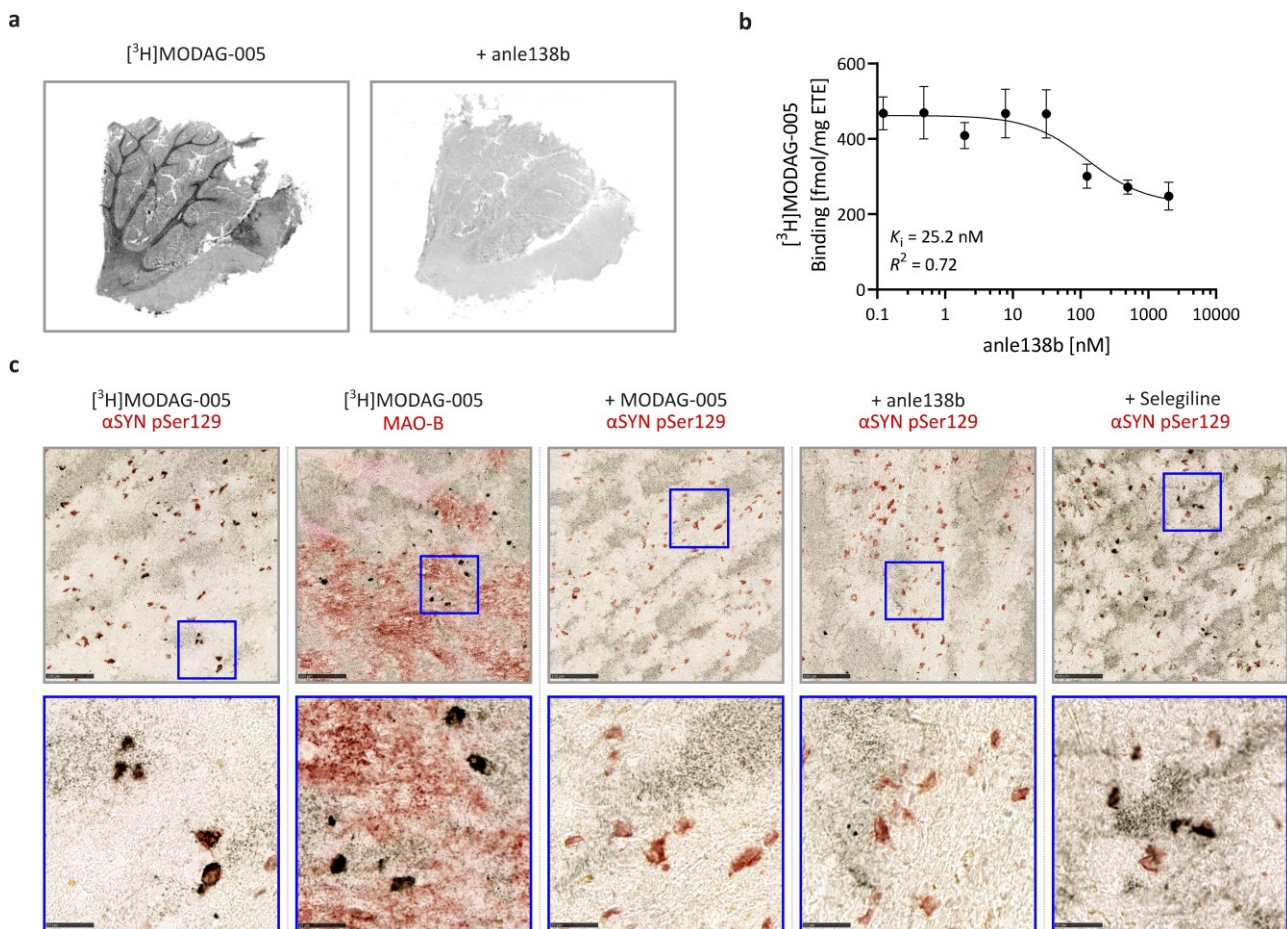 a
[³H]MODAG-005
+ anle138b
b
[³H]MODAG-005
Binding [fmol/mg ETE]
600
400
200
0
Kᵢ = 25.2 nM
R² = 0.72
0.1
1
10
100
1000
10000
anle138b [nM]
c
[³H]MODAG-005
αSYN pSer129
[³H]MODAG-005
MAO-B
+ MODAG-005
αSYN pSer129
+ anle138b
αSYN pSer129
+ Selegiline
αSYN pSer129